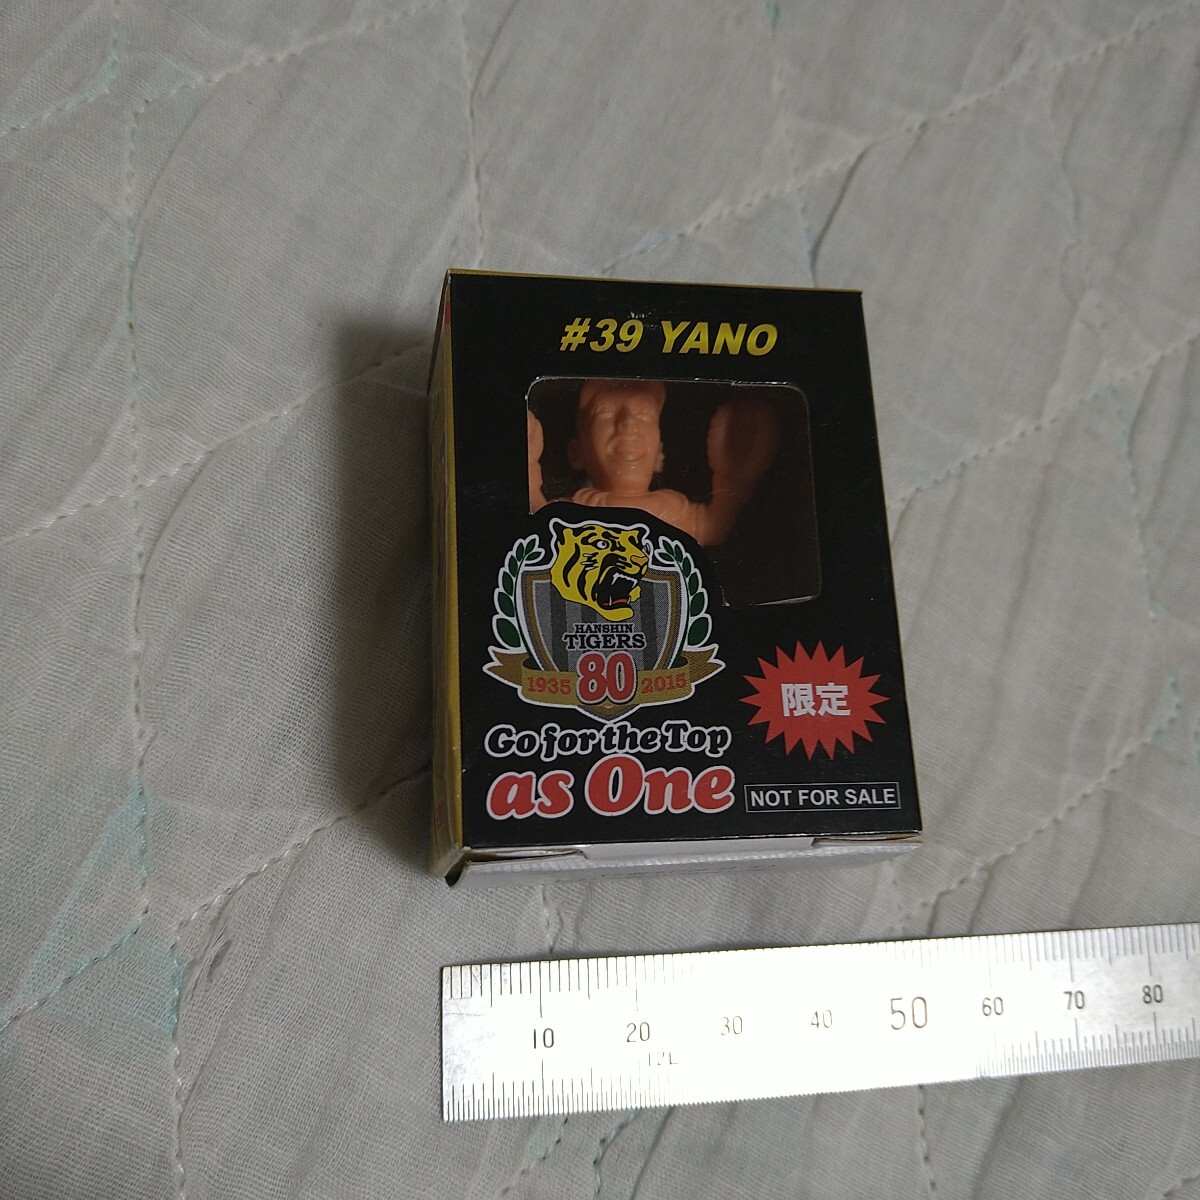 #39 YANO
HANSHIN
TIGERS
1935 80 2015
Go for the Top
as One
限定
NOT FOR SALE
10 20 30 40 50 60 70 80